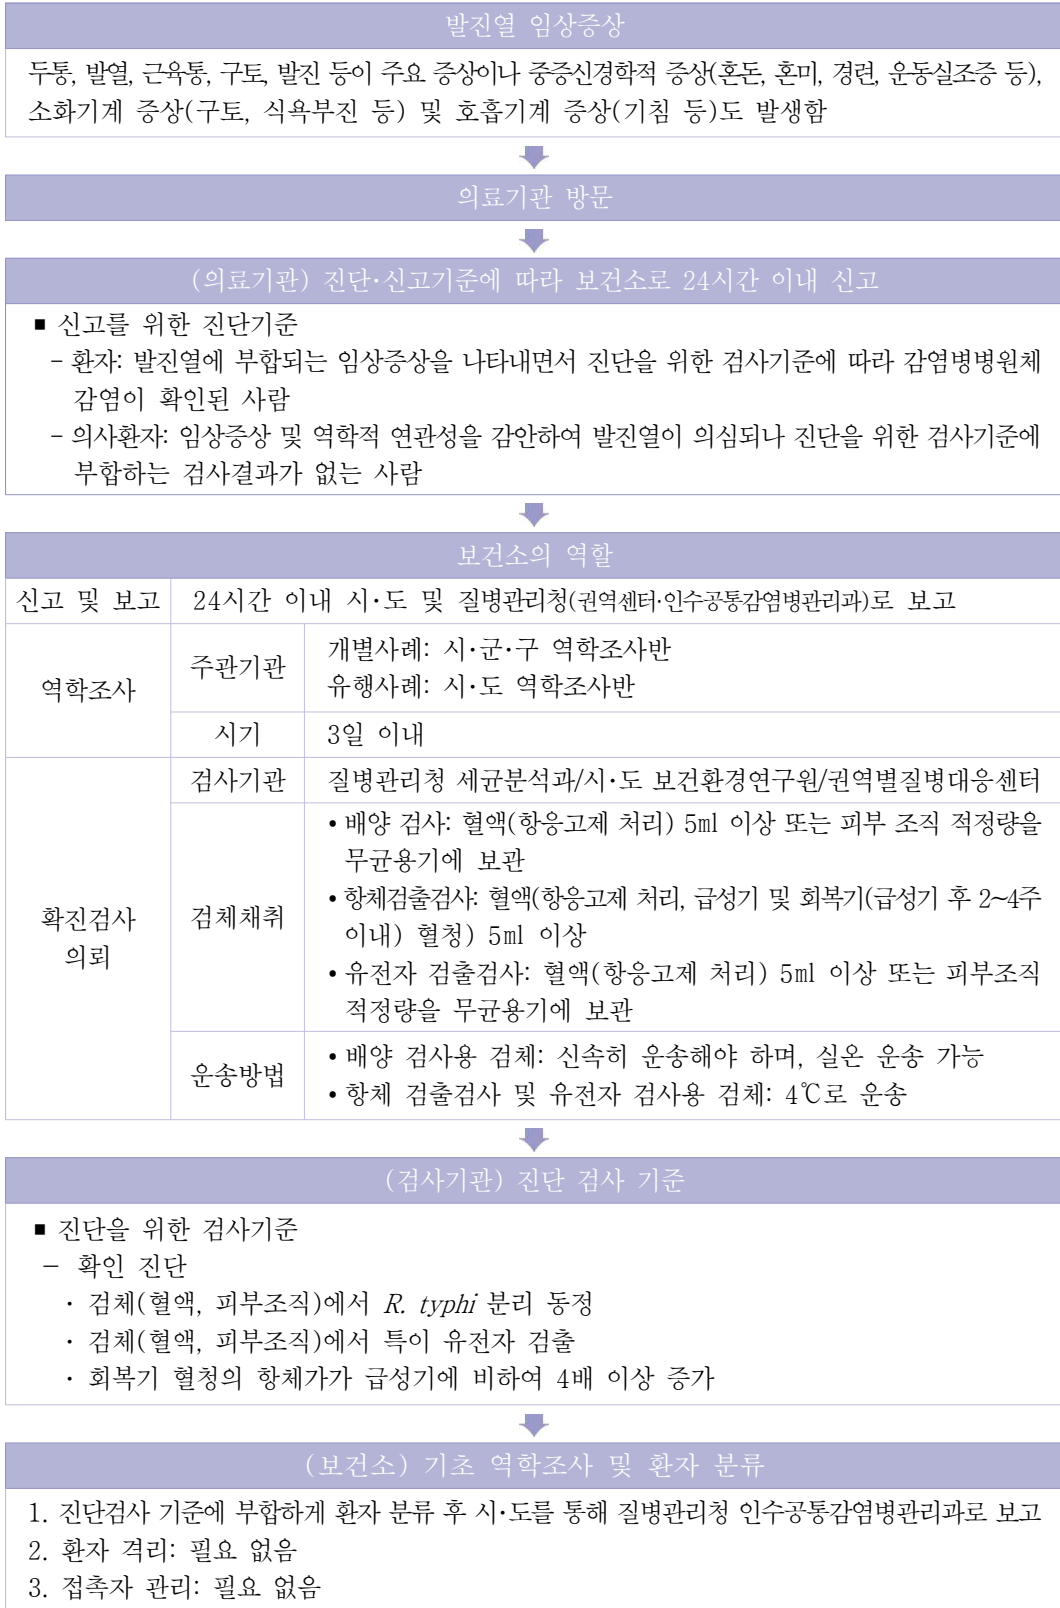 발진열 임상증상
두통, 발열, 근육통, 구토, 발진 등이 주요 증상이나 중증신경학적 증상(혼돈, 혼미, 경련, 운동실조증 등),
소화기계 증상(구토, 식욕부진 등) 및 호흡기계 증상(기침 등)도 발생함
의료기관 방문
(의료기관) 진단·신고기준에 따라 보건소로 24시간 이내 신고
■ 신고를 위한 진단기준
- 환자: 발진열에 부합되는 임상증상을 나타내면서 진단을 위한 검사기준에 따라 감염병병원체
감염이 확인된 사람
- 의사환자: 임상증상 및 역학적 연관성을 감안하여 발진열이 의심되나 진단을 위한 검사기준에
부합하는 검사결과가 없는 사람
보건소의 역할
신고 및 보고 24시간 이내 시·도 및 질병관리청(권역센터·인수공통감염병관리과)로 보고
역학조사
주관기관
개별사례: 시·군·구 역학조사반
유행사례: 시·도 역학조사반
시기 3일 이내
확진검사
의뢰
검사기관 질병관리청 세균분석과/시·도 보건환경연구원/권역별질병대응센터
검체채취
• 배양 검사: 혈액(항응고제 처리) 5ml 이상 또는 피부 조직 적정량을
무균용기에 보관
• 항체검출검사: 혈액(항응고제 처리, 급성기 및 회복기(급성기 후 2~4주
이내) 혈청) 5ml 이상
• 유전자 검출검사: 혈액(항응고제 처리) 5ml 이상 또는 피부조직
적정량을 무균용기에 보관
운송방법
• 배양 검사용 검체: 신속히 운송해야 하며, 실온 운송 가능
• 항체 검출검사 및 유전자 검사용 검체: 4℃로 운송
(검사기관) 진단 검사 기준
■ 진단을 위한 검사기준
- 확인 진단
· 검체(혈액, 피부조직)에서 R. typhi 분리 동정
· 검체(혈액, 피부조직)에서 특이 유전자 검출
· 회복기 혈청의 항체가가 급성기에 비하여 4배 이상 증가
(보건소) 기초 역학조사 및 환자 분류
1. 진단검사 기준에 부합하게 환자 분류 후 시·도를 통해 질병관리청 인수공통감염병관리과로 보고
2. 환자 격리: 필요 없음
3. 접촉자 관리: 필요 없음